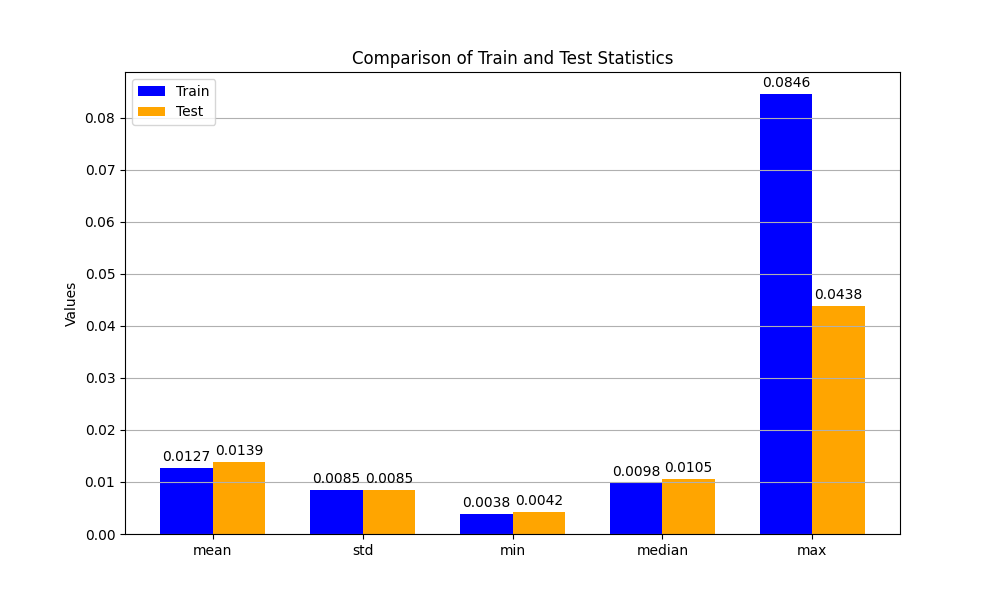 Comparison of Train and Test Statistics
Train
Test
Values
0.08
0.07
0.06
0.05
0.04
0.03
0.02
0.01
0.00
0.0127
0.0139
0.0085
0.0085
0.0038
0.0042
0.0098
0.0105
0.0846
0.0438
mean
std
min
median
max